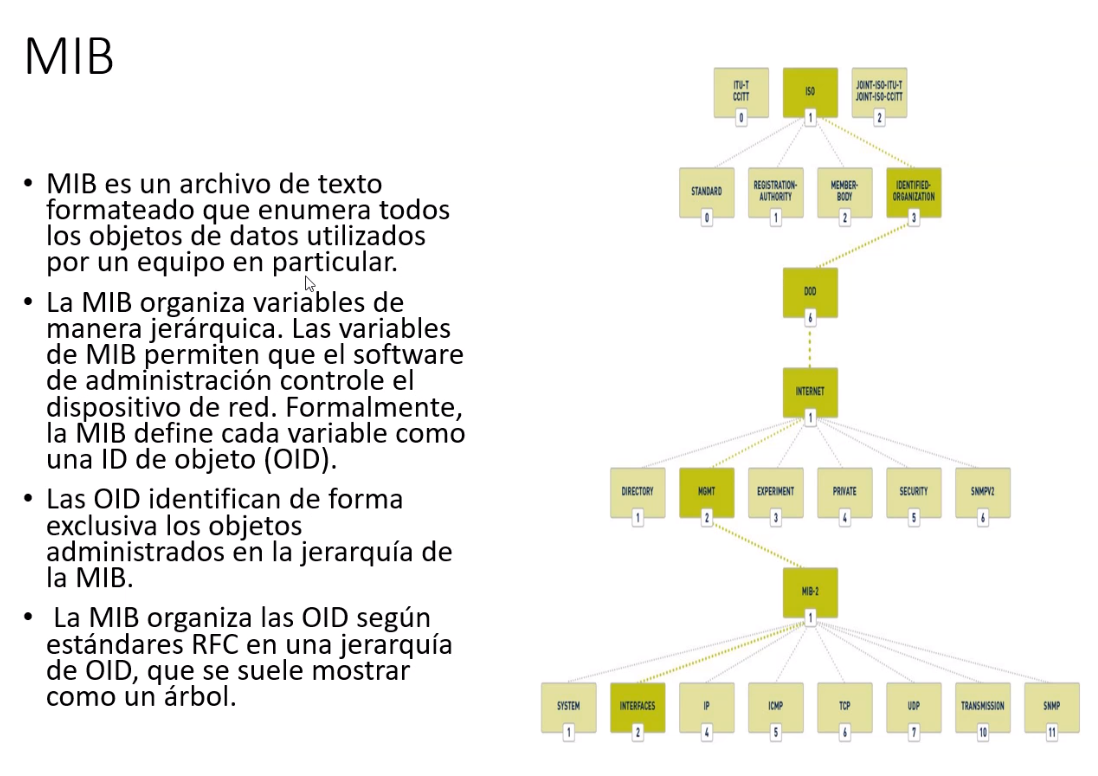 MIB
• MIB es un archivo de texto
formateado que enumera todos
los objetos de datos utilizados
por un equipo en particular.
• La MIB organiza variables de
manera jerárquica. Las variables
de MIB permiten que el software
de administración controle el
dispositivo de red. Formalmente,
la MIB define cada variable como
una ID de objeto (OID).
• Las OID identifican de forma
exclusiva los objetos
administrados en la jerarquía de
la MIB.
• La MIB organiza las OID según
estándares RFC en una jerarquía
de OID, que se suele mostrar
como un árbol.
ITU-T
CCITT
0
ISO
1
JOINT-ISO-ITU-T
JOINT-ISO-CCITT
2
STANDARD
0
REGISTRATION-
AUTHORITY
1
MEMBER-
BODY
2
IDENTIFIED-
ORGANIZATION
3
DOD
6
INTERNET
1
DIRECTORY
1
MGMT
2
EXPERIMENT
3
PRIVATE
4
SECURITY
5
SNMPV2
6
MIB-2
1
SYSTEM
1
INTERFACES
2
IP
4
ICMP
5
TCP
6
UDP
7
TRANSMISSION
10
SNMP
11